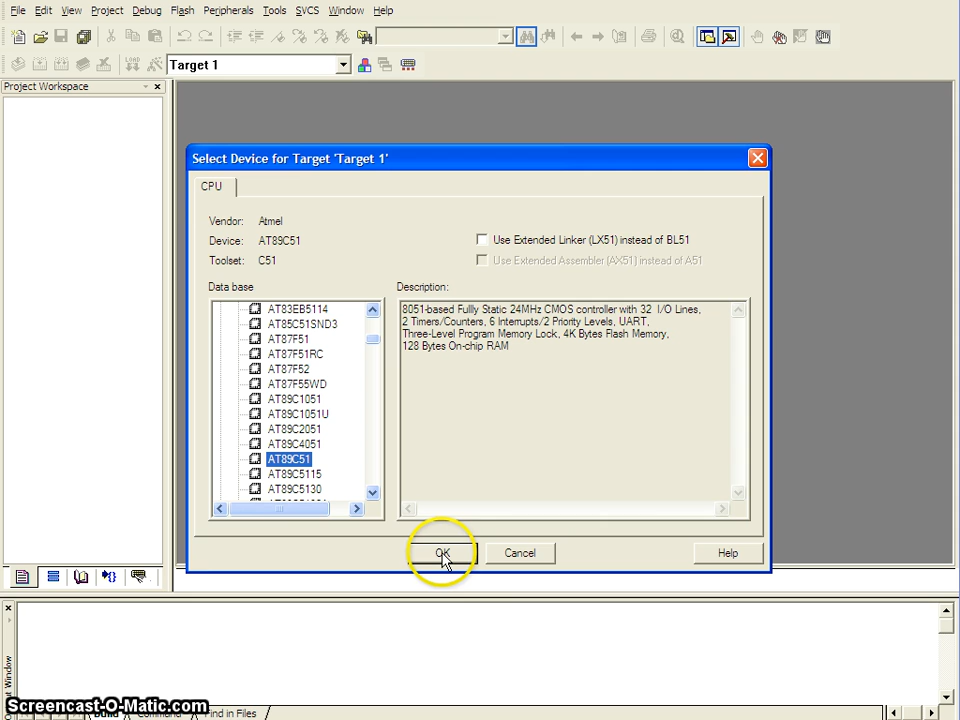 File Edit View Project Debug Flash Peripherals Tools SVCS Window Help
LOAD Target 1
Project Workspace
Select Device for Target 'Target 1'
CPU
Vendor: Atmel
Device: AT89C51
Toolset: C51
Use Extended Linker (LX51) instead of BL51
Use Extended Assembler (AX51) instead of A51
Data base
Description:
AT83EB5114
AT85C51SND3
AT87F51
AT87F51RC
AT87F52
AT87F55WD
AT89C1051
AT89C1051U
AT89C2051
AT89C4051
AT89C51
AT89C5115
AT89C5130
8051-based Fullly Static 24MHz CMOS controller with 32 I/O Lines,
2 Timers/Counters, 6 Interrupts/2 Priority Levels, UART,
Three-Level Program Memory Lock, 4K Bytes Flash Memory,
128 Bytes On-chip RAM
OK Cancel Help
Window
Build Command Find in Files
Screencast-O-Matic.com